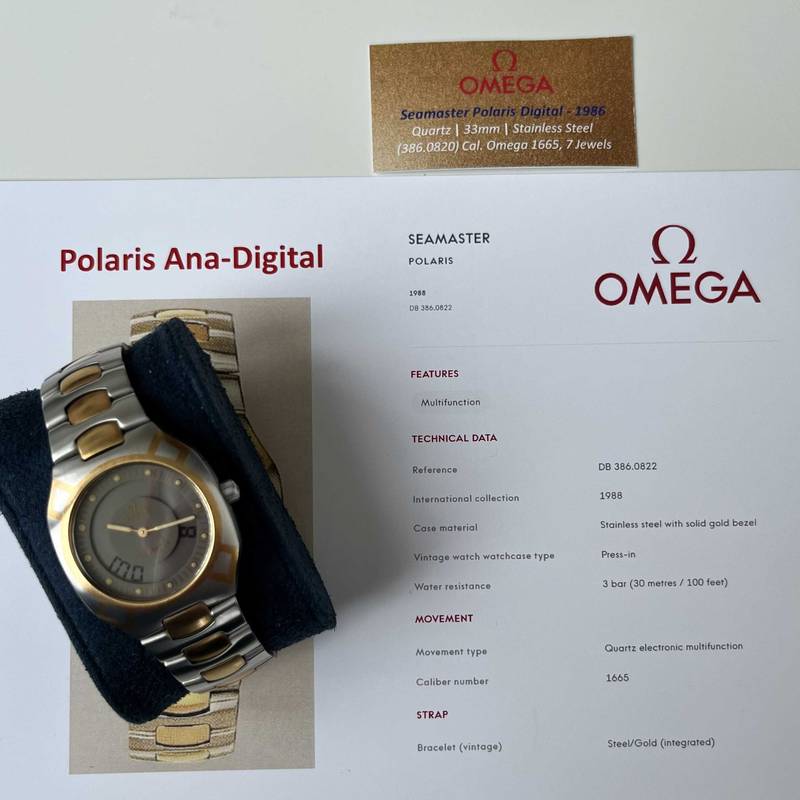 Ω
OMEGA
Seamaster Polaris Digital - 1986
Quartz | 33mm | Stainless Steel
(386.0820) Cal. Omega 1665, 7 Jewels
Polaris Ana-Digital
SEAMASTER
POLARIS
1988
DB 386.0822
Ω
OMEGA
FEATURES
Multifunction
TECHNICAL DATA
Reference DB 386.0822
International collection 1988
Case material Stainless steel with solid gold bezel
Vintage watch watchcase type Press-in
Water resistance 3 bar (30 metres / 100 feet)
MOVEMENT
Movement type Quartz electronic multifunction
Caliber number 1665
STRAP
Bracelet (vintage) Steel/Gold (integrated)
8
MO